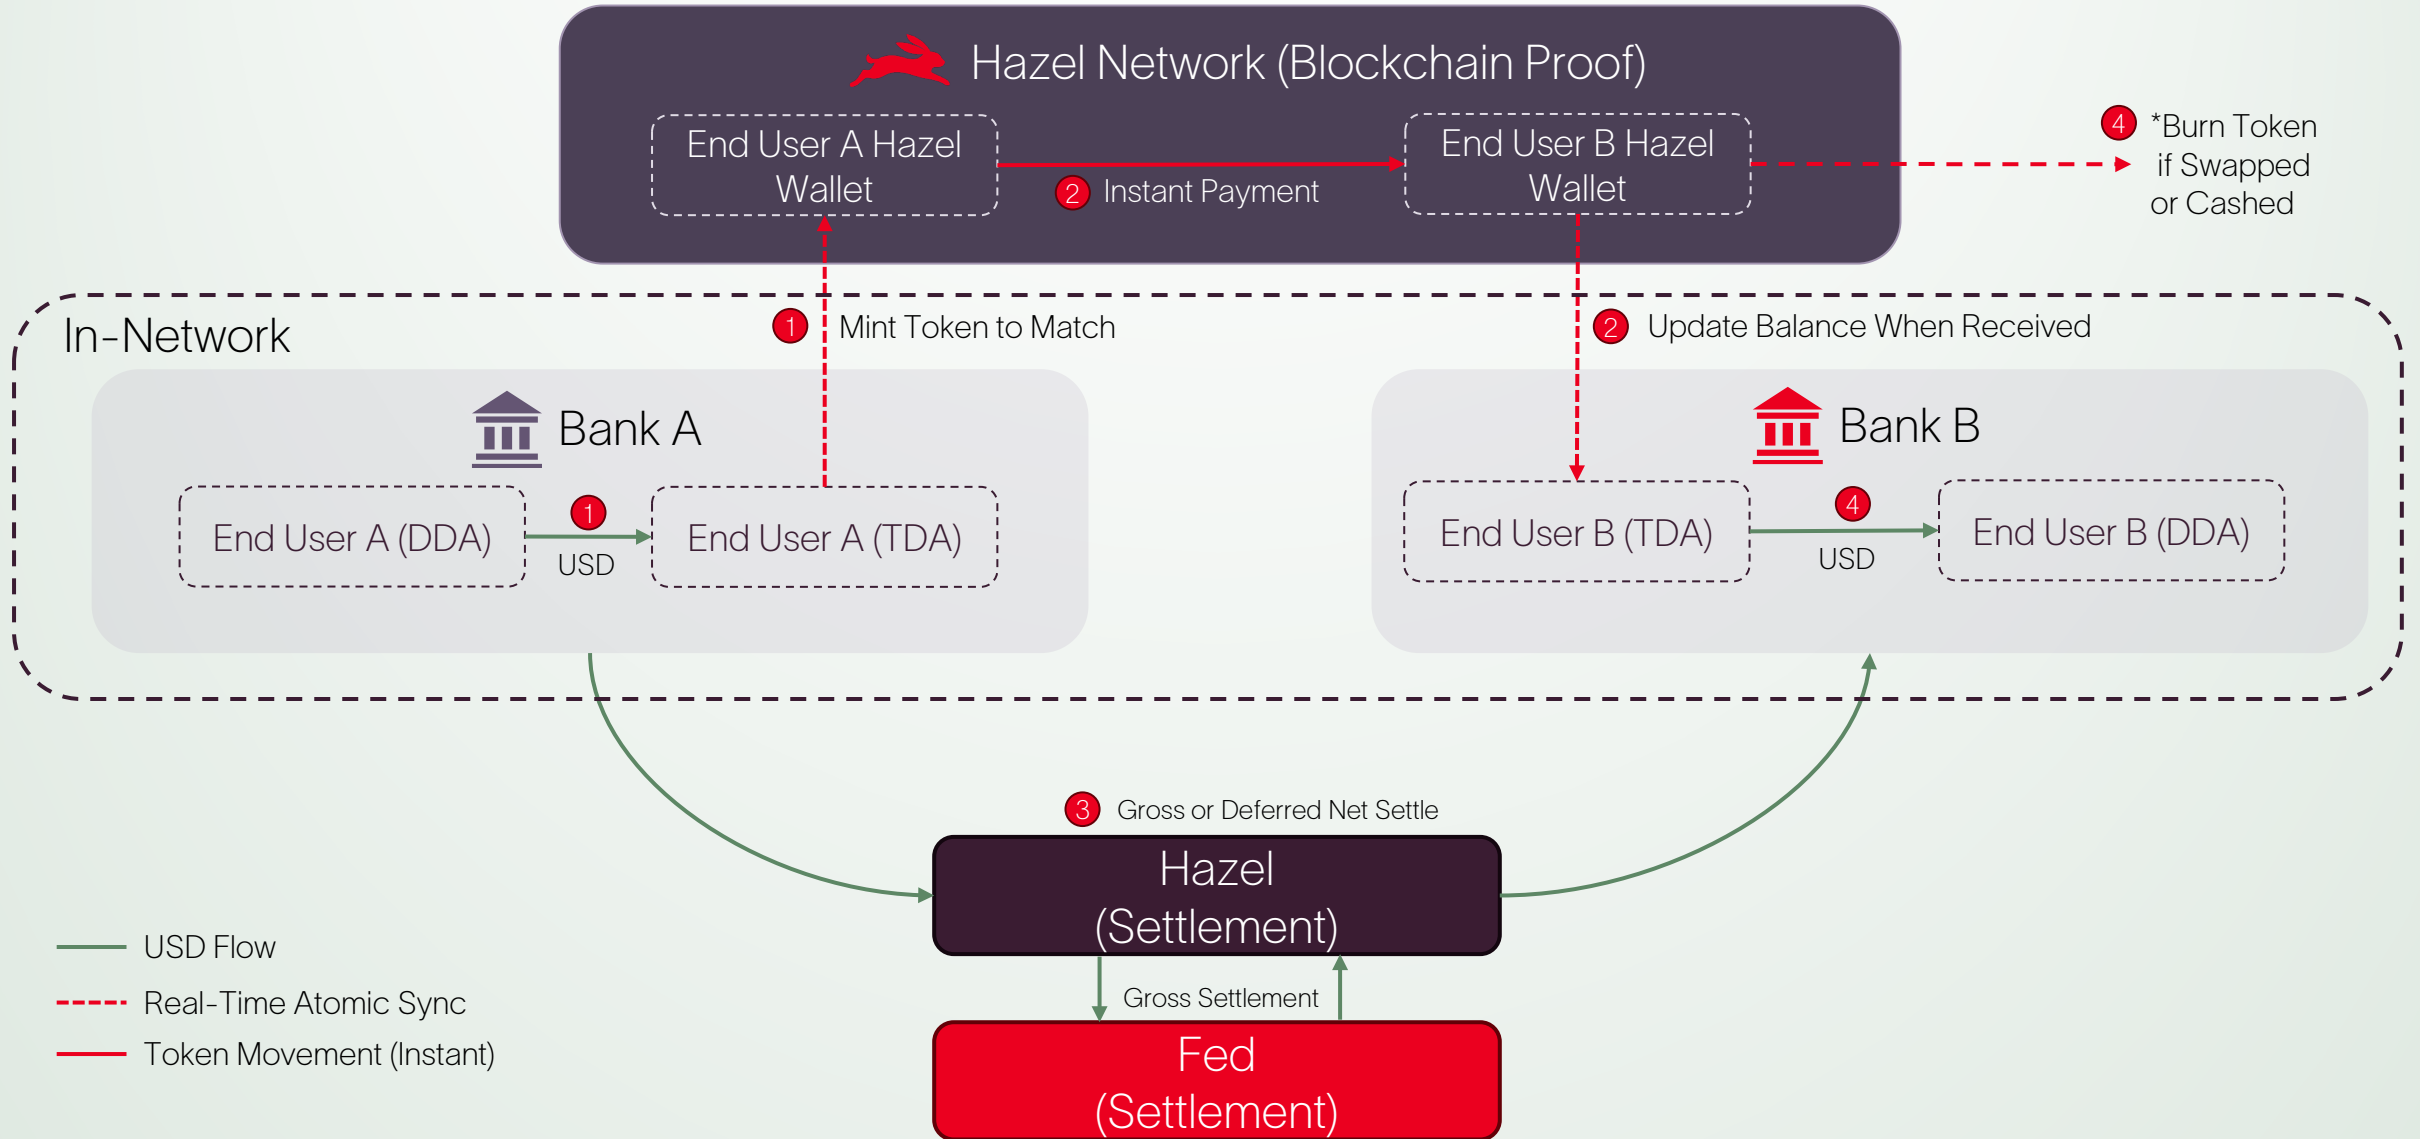 Hazel Network (Blockchain Proof)
End User A Hazel
Wallet
2 Instant Payment
End User B Hazel
Wallet
4 *Burn Token
if Swapped
or Cashed
In-Network
1 Mint Token to Match
2 Update Balance When Received
Bank A
End User A (DDA)
1
USD
End User A (TDA)
Bank B
End User B (TDA)
4
USD
End User B (DDA)
3 Gross or Deferred Net Settle
Hazel
(Settlement)
Gross Settlement
Fed
(Settlement)
USD Flow
Real-Time Atomic Sync
Token Movement (Instant)